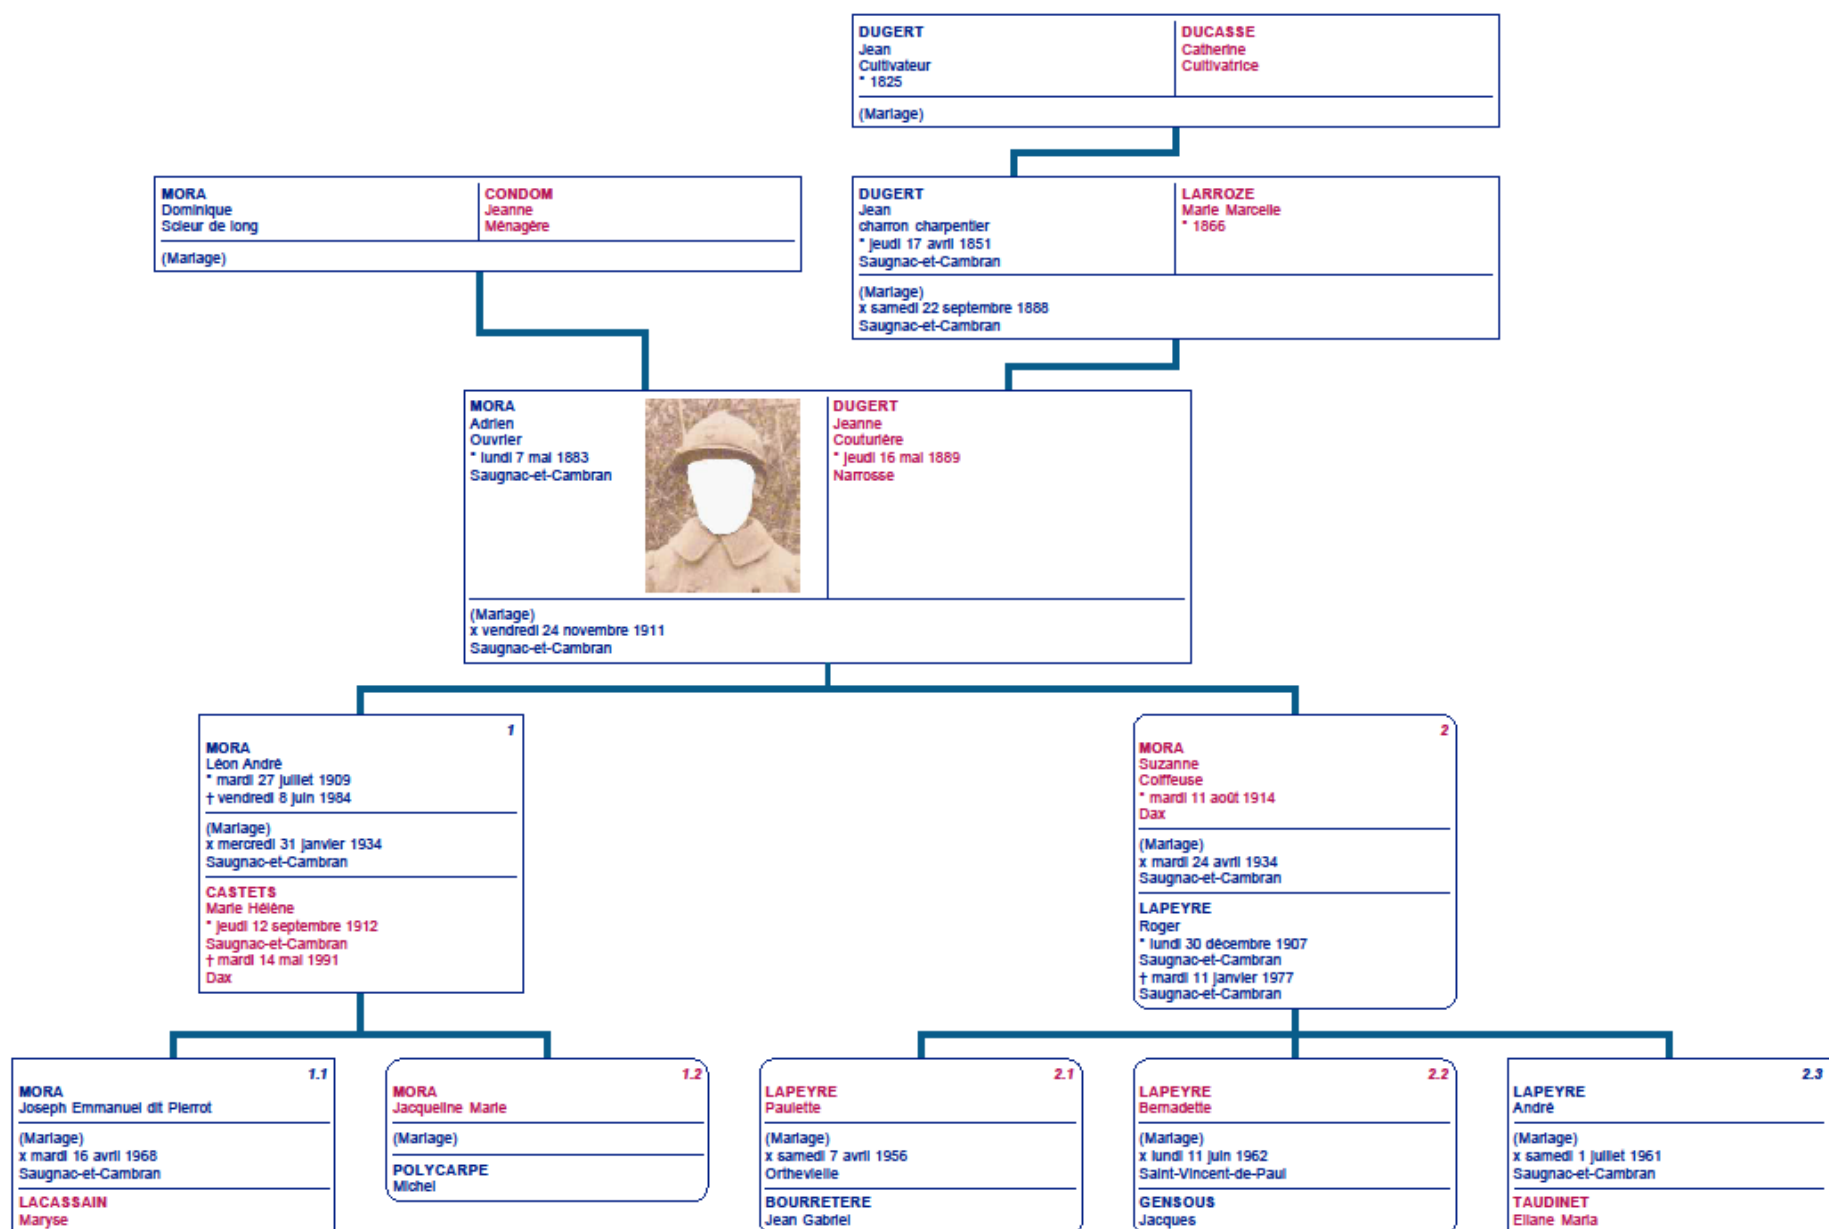 DUGERT
Jean
Cultivateur
* 1825
DUCASSE
Catherine
Cultivatrice
(Mariage)
MORA
Dominique
Scieur de long
CONDOM
Jeanne
Ménagère
(Mariage)
DUGERT
Jean
charron charpentier
* jeudi 17 avril 1851
Saugnac-et-Cambran
LARROZE
Marie Marcelle
* 1866
(Mariage)
x samedi 22 septembre 1888
Saugnac-et-Cambran
MORA
Adrien
Ouvrier
* lundi 7 mai 1883
Saugnac-et-Cambran
DUGERT
Jeanne
Couturière
* jeudi 16 mai 1889
Narrosse
(Mariage)
x vendredi 24 novembre 1911
Saugnac-et-Cambran
1
MORA
Léon André
* mardi 27 juillet 1909
† vendredi 8 juin 1984
(Mariage)
x mercredi 31 janvier 1934
Saugnac-et-Cambran
CASTETS
Marie Hélène
* jeudi 12 septembre 1912
Saugnac-et-Cambran
† mardi 14 mai 1991
Dax
2
MORA
Suzanne
Coiffeuse
* mardi 11 août 1914
Dax
(Mariage)
x mardi 24 avril 1934
Saugnac-et-Cambran
LAPEYRE
Roger
* lundi 30 décembre 1907
Saugnac-et-Cambran
† mardi 11 janvier 1977
Saugnac-et-Cambran
1.1
MORA
Joseph Emmanuel dit Pierrot
(Mariage)
x mardi 16 avril 1968
Saugnac-et-Cambran
LACASSAIN
Maryse
1.2
MORA
Jacqueline Marie
(Mariage)
POLYCARPE
Michel
2.1
LAPEYRE
Paulette
(Mariage)
x samedi 7 avril 1956
Orthevielle
BOURRETERE
Jean Gabriel
2.2
LAPEYRE
Bernadette
(Mariage)
x lundi 11 juin 1962
Saint-Vincent-de-Paul
GENSOUS
Jacques
2.3
LAPEYRE
André
(Mariage)
x samedi 1 juillet 1961
Saugnac-et-Cambran
TAUDINET
Eliane Maria